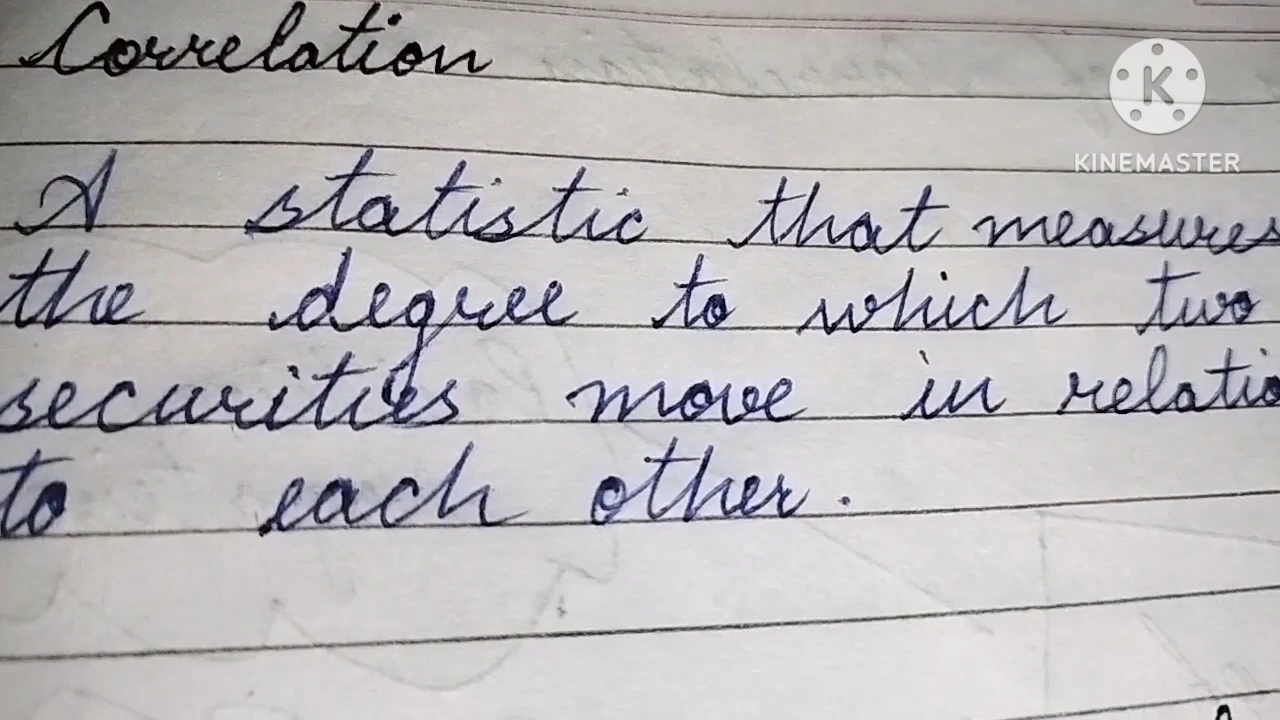 Correlation
K
KINEMASTER
A statistic that measures
the degree to which two
securities move in relatio
to each other.